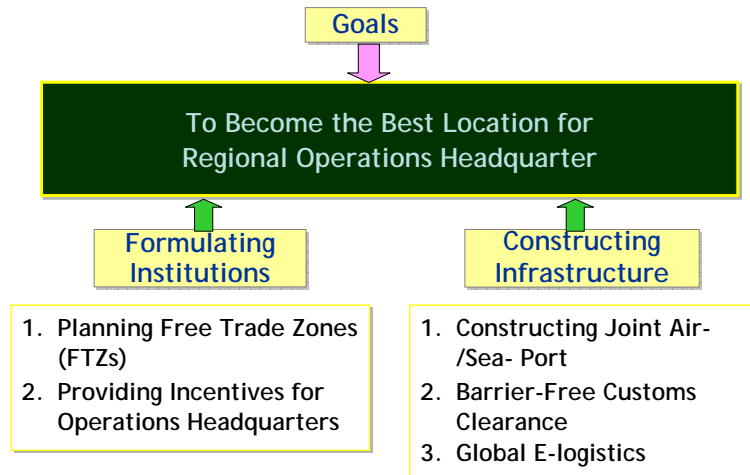 Goals
To Become the Best Location for
Regional Operations Headquarter
Formulating
Institutions
1. Planning Free Trade Zones
(FTZs)
2. Providing Incentives for
Operations Headquarters
Constructing
Infrastructure
1. Constructing Joint Air-
/Sea- Port
2. Barrier-Free Customs
Clearance
3. Global E-logistics